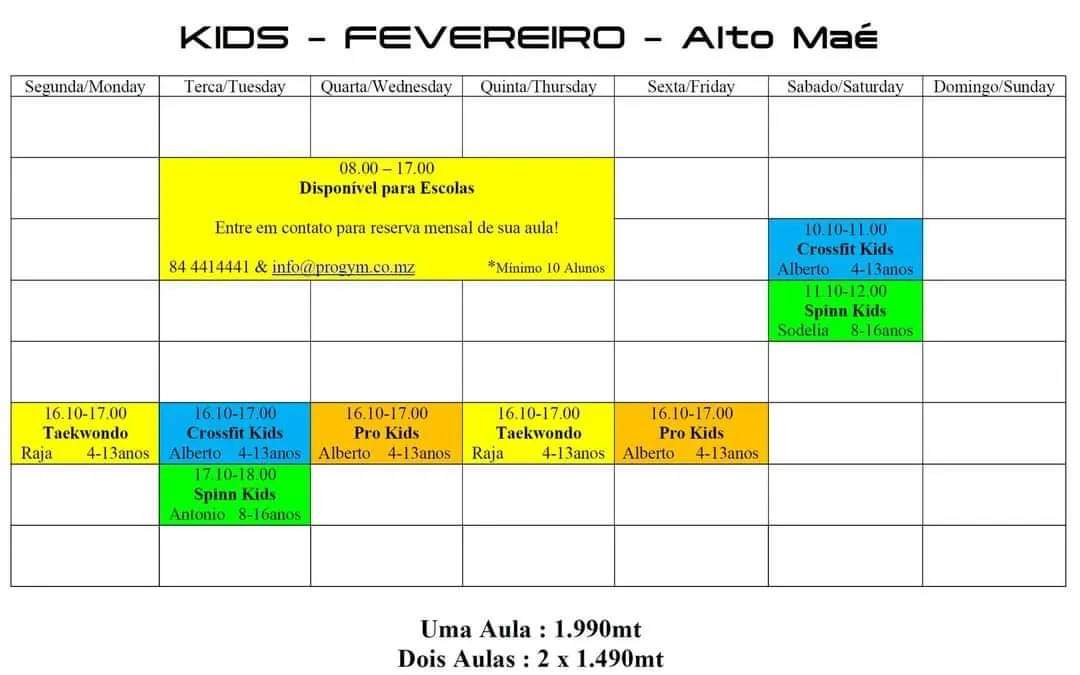 KIDS - FEVEREIRO - Alto Maé
Segunda/Monday Terca/Tuesday Quarta/Wednesday Quinta/Thursday Sexta/Friday Sabado/Saturday Domingo/Sunday
08.00 – 17.00
Disponível para Escolas
Entre em contato para reserva mensal de sua aula!
84 4414441 & info@progym.co.mz *Mínimo 10 Alunos
10.10-11.00
Crossfit Kids
Alberto 4-13anos
11.10-12.00
Spinn Kids
Sodelia 8-16anos
16.10-17.00
Taekwondo
Raja 4-13anos
16.10-17.00
Crossfit Kids
Alberto 4-13anos
16.10-17.00
Pro Kids
Alberto 4-13anos
16.10-17.00
Taekwondo
Raja 4-13anos
16.10-17.00
Pro Kids
Alberto 4-13anos
17.10-18.00
Spinn Kids
Antonio 8-16anos
Uma Aula : 1.990mt
Dois Aulas : 2 x 1.490mt